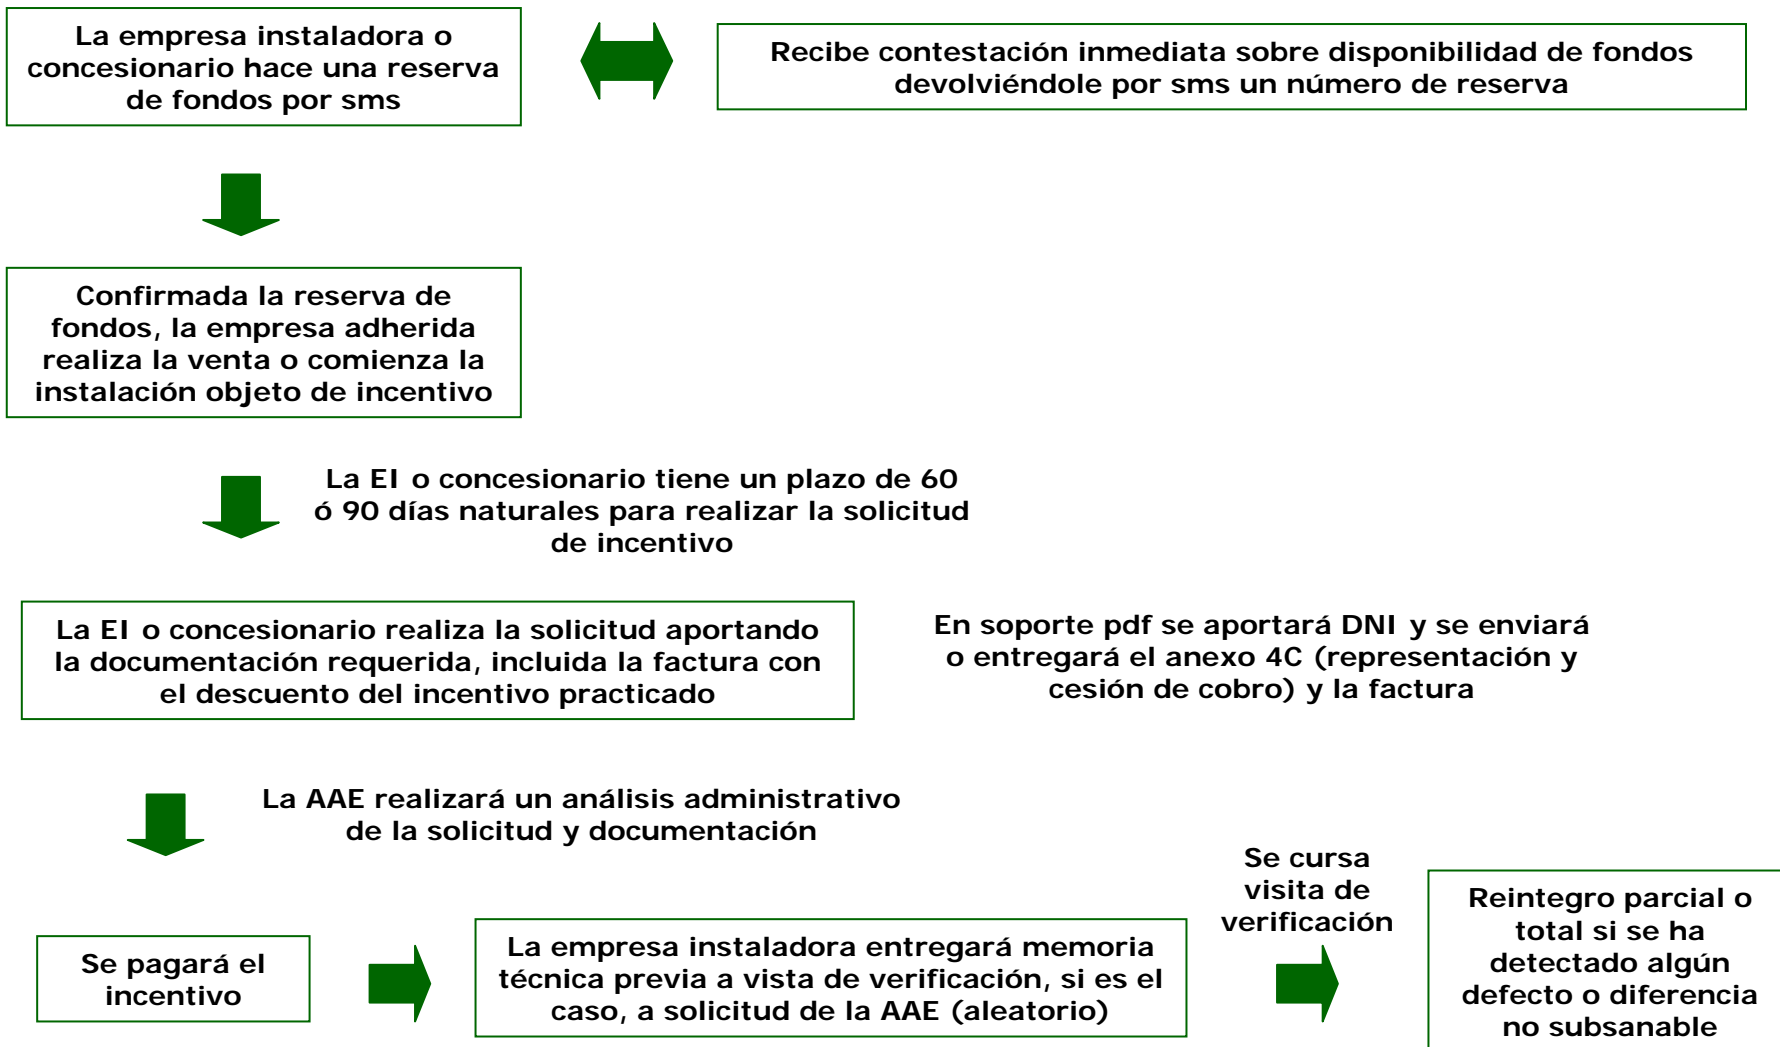 La empresa instaladora o
concesionario hace una reserva
de fondos por sms
Recibe contestación inmediata sobre disponibilidad de fondos
devolviéndole por sms un número de reserva
Confirmada la reserva de
fondos, la empresa adherida
realiza la venta o comienza la
instalación objeto de incentivo
La EI o concesionario tiene un plazo de 60
ó 90 días naturales para realizar la solicitud
de incentivo
La EI o concesionario realiza la solicitud aportando
la documentación requerida, incluida la factura con
el descuento del incentivo practicado
En soporte pdf se aportará DNI y se enviará
o entregará el anexo 4C (representación y
cesión de cobro) y la factura
La AAE realizará un análisis administrativo
de la solicitud y documentación
Se pagará el
incentivo
La empresa instaladora entregará memoria
técnica previa a vista de verificación, si es el
caso, a solicitud de la AAE (aleatorio)
Se cursa
visita de
verificación
Reintegro parcial o
total si se ha
detectado algún
defecto o diferencia
no subsanable